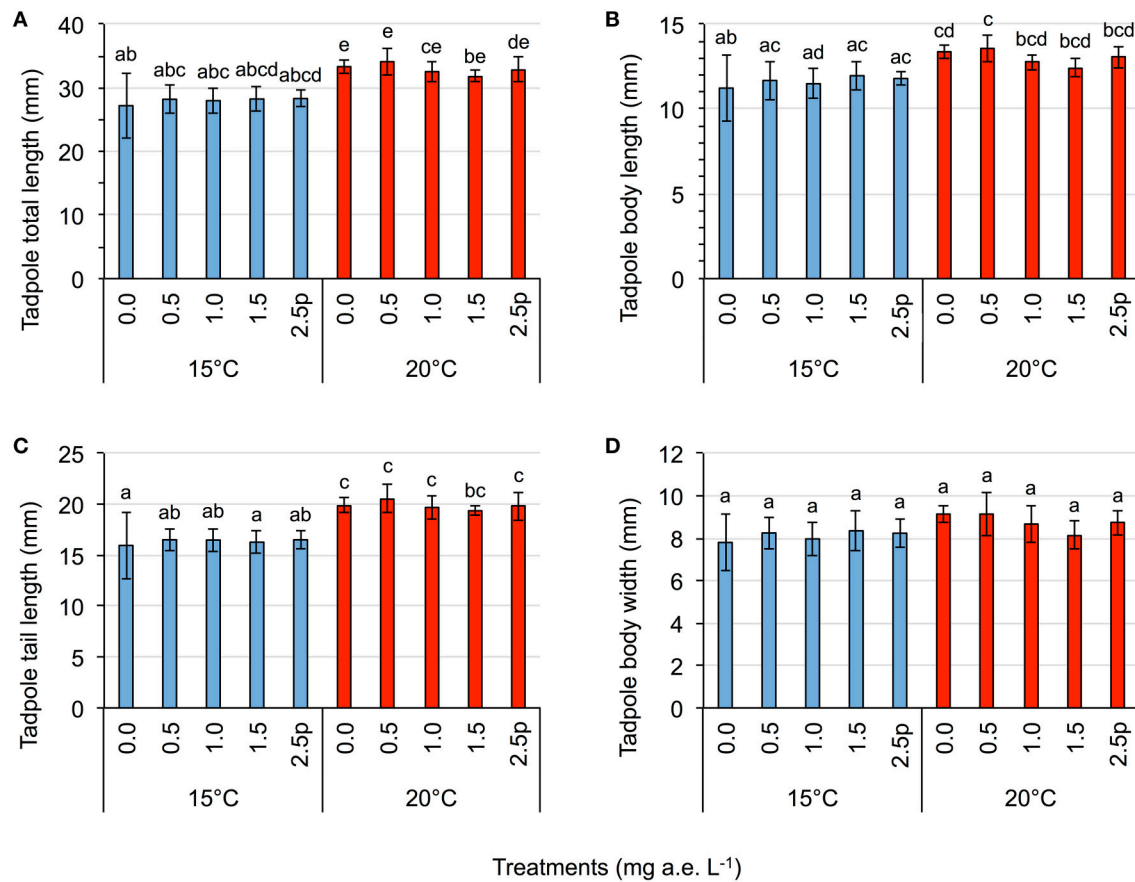 A
Tadpole total length (mm)
40
30
20
10
0
ab abc abc abcd abcd e e ce be de
0.0 0.5 1.0 1.5 2.5p 0.0 0.5 1.0 1.5 2.5p
15°C 20°C
B
Tadpole body length (mm)
15
10
5
0
ab ac ad ac ac cd c bcd bcd bcd
0.0 0.5 1.0 1.5 2.5p 0.0 0.5 1.0 1.5 2.5p
15°C 20°C
C
Tadpole tail length (mm)
25
20
15
10
5
0
a ab ab a ab c c c bc c
0.0 0.5 1.0 1.5 2.5p 0.0 0.5 1.0 1.5 2.5p
15°C 20°C
D
Tadpole body width (mm)
12
10
8
6
4
2
0
a a a a a a a a a a
0.0 0.5 1.0 1.5 2.5p 0.0 0.5 1.0 1.5 2.5p
15°C 20°C
Treatments (mg a.e. L⁻¹)